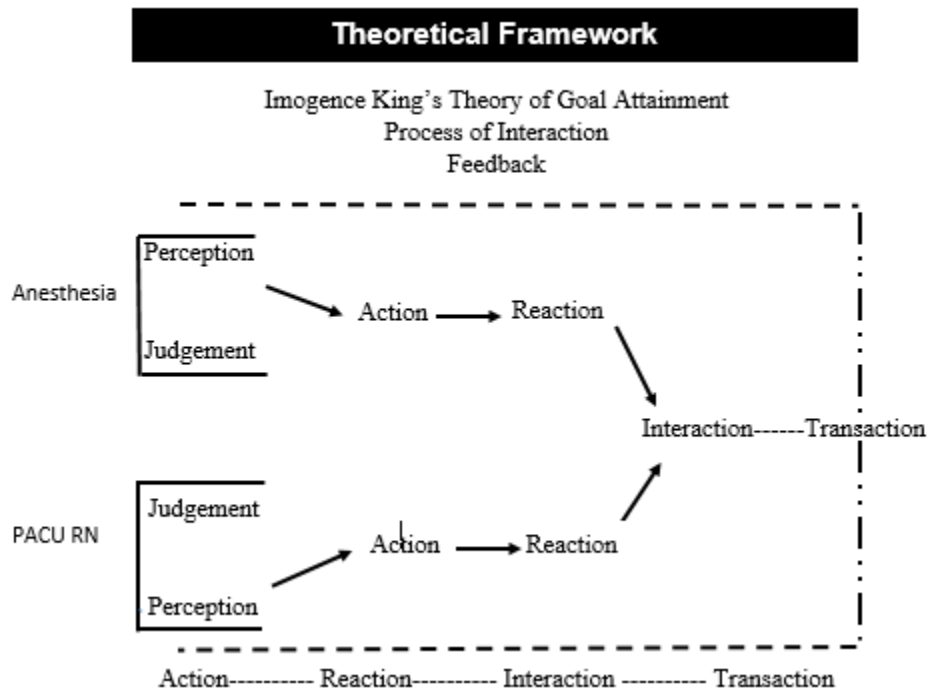 Theoretical Framework
Imogence King's Theory of Goal Attainment
Process of Interaction
Feedback
Perception
Anesthesia
Action
Reaction
Judgement
Interaction------Transaction
Judgement
PACU RN
Action
Reaction
Perception
Action---------- Reaction---------- Interaction ---------- Transaction